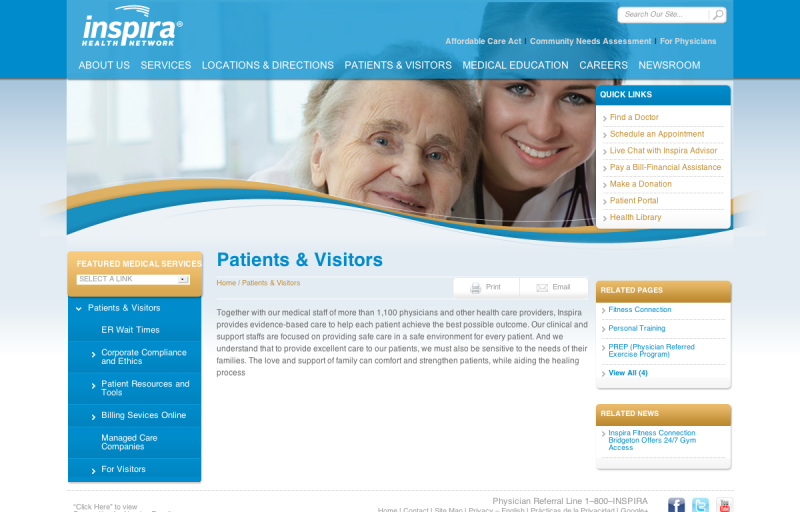 inspira®
HEALTH NETWORK
Search Our Site...
Affordable Care Act | Community Needs Assessment | For Physicians
ABOUT US SERVICES LOCATIONS & DIRECTIONS PATIENTS & VISITORS MEDICAL EDUCATION CAREERS NEWSROOM
QUICK LINKS
Find a Doctor
Schedule an Appointment
Live Chat with Inspira Advisor
Pay a Bill-Financial Assistance
Make a Donation
Patient Portal
Health Library
FEATURED MEDICAL SERVICES
SELECT A LINK
Patients & Visitors
ER Wait Times
Corporate Compliance
and Ethics
Patient Resources and
Tools
Billing Sevices Online
Managed Care
Companies
For Visitors
Patients & Visitors
Home / Patients & Visitors
Print
Email
Together with our medical staff of more than 1,100 physicians and other health care providers, Inspira
provides evidence-based care to help each patient achieve the best possible outcome. Our clinical and
support staffs are focused on providing safe care in a safe environment for every patient. And we
understand that to provide excellent care to our patients, we must also be sensitive to the needs of their
families. The love and support of family can comfort and strengthen patients, while aiding the healing
process
RELATED PAGES
Fitness Connection
Personal Training
PREP (Physician Referred
Exercise Program)
View All (4)
RELATED NEWS
Inspira Fitness Connection
Bridgeton Offers 24/7 Gym
Access
"Click Here" to view
Physician Referral Line 1–800–INSPIRA
Home | Contact | Site Map | Privacy – English | Prácticas de la Privacidad | Google+
You